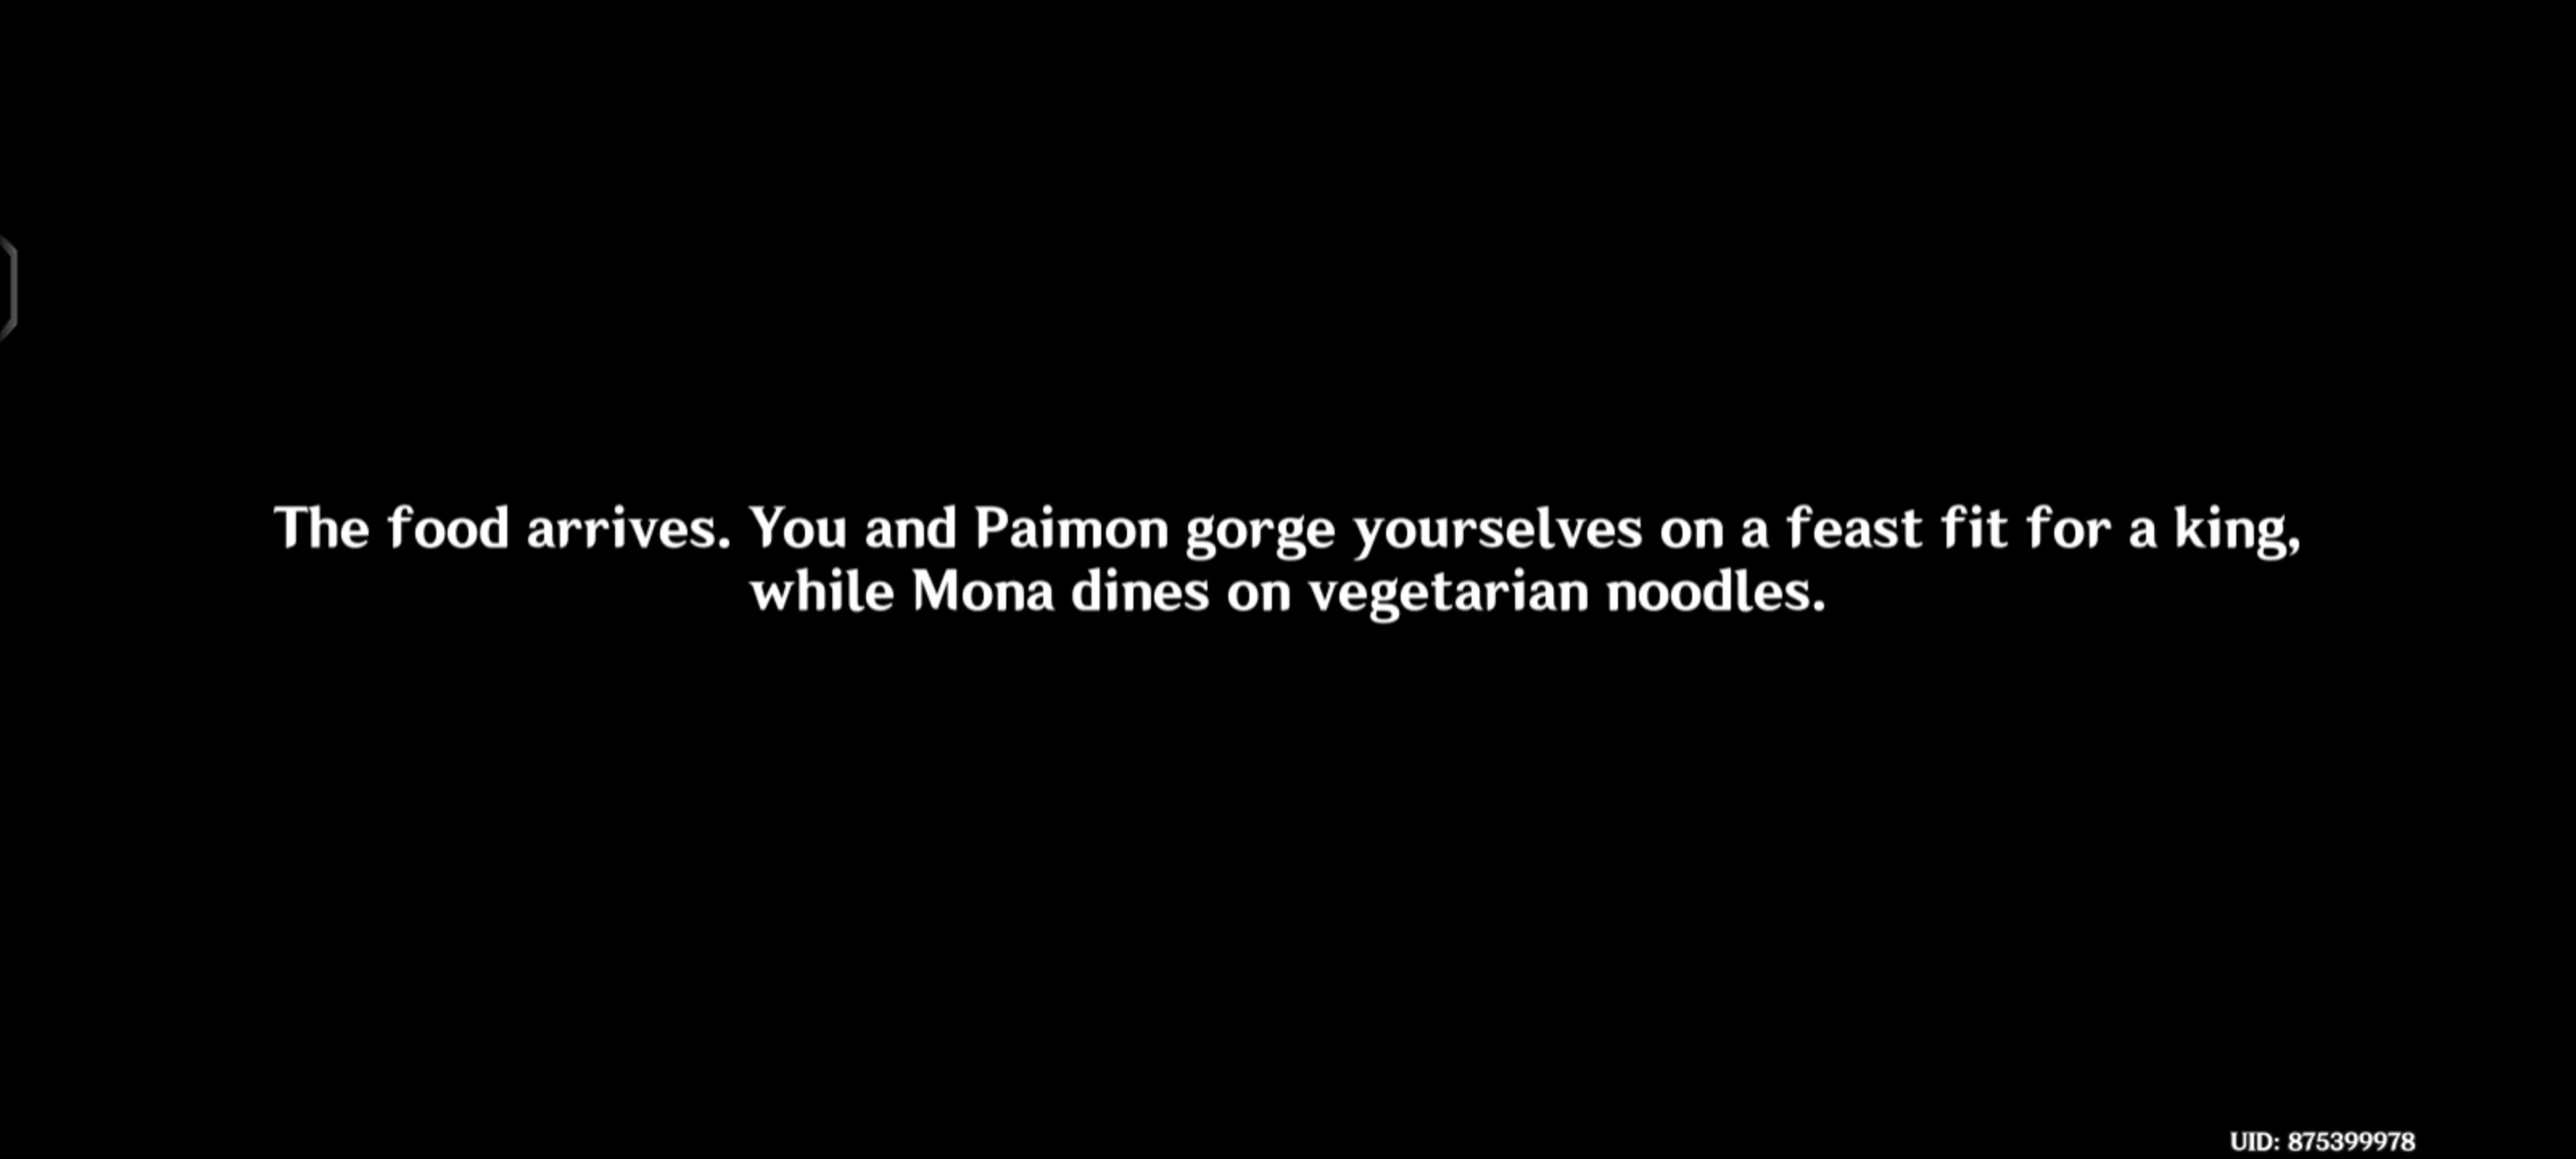 The food arrives. You and Paimon gorge yourselves on a feast fit for a king,
while Mona dines on vegetarian noodles.
UID: 875399978